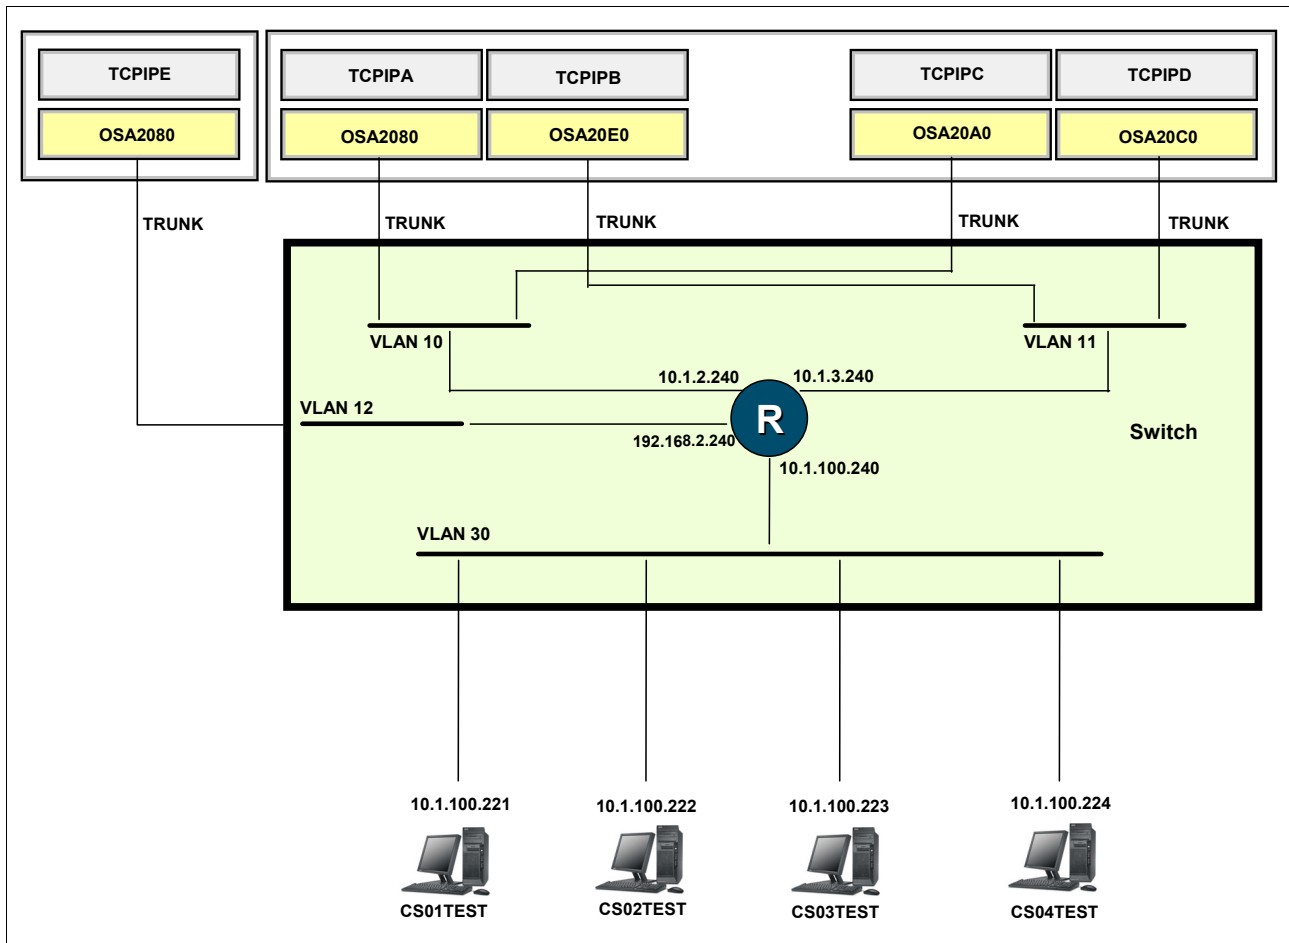 TCPIPE
TCPIPA
TCPIPB
TCPIPC
TCPIPD
OSA2080
OSA2080
OSA20E0
OSA20A0
OSA20C0
TRUNK
TRUNK
TRUNK
TRUNK
TRUNK
VLAN 10
VLAN 11
10.1.2.240
10.1.3.240
VLAN 12
R
Switch
192.168.2.240
10.1.100.240
VLAN 30
10.1.100.221
10.1.100.222
10.1.100.223
10.1.100.224
CS01TEST
CS02TEST
CS03TEST
CS04TEST